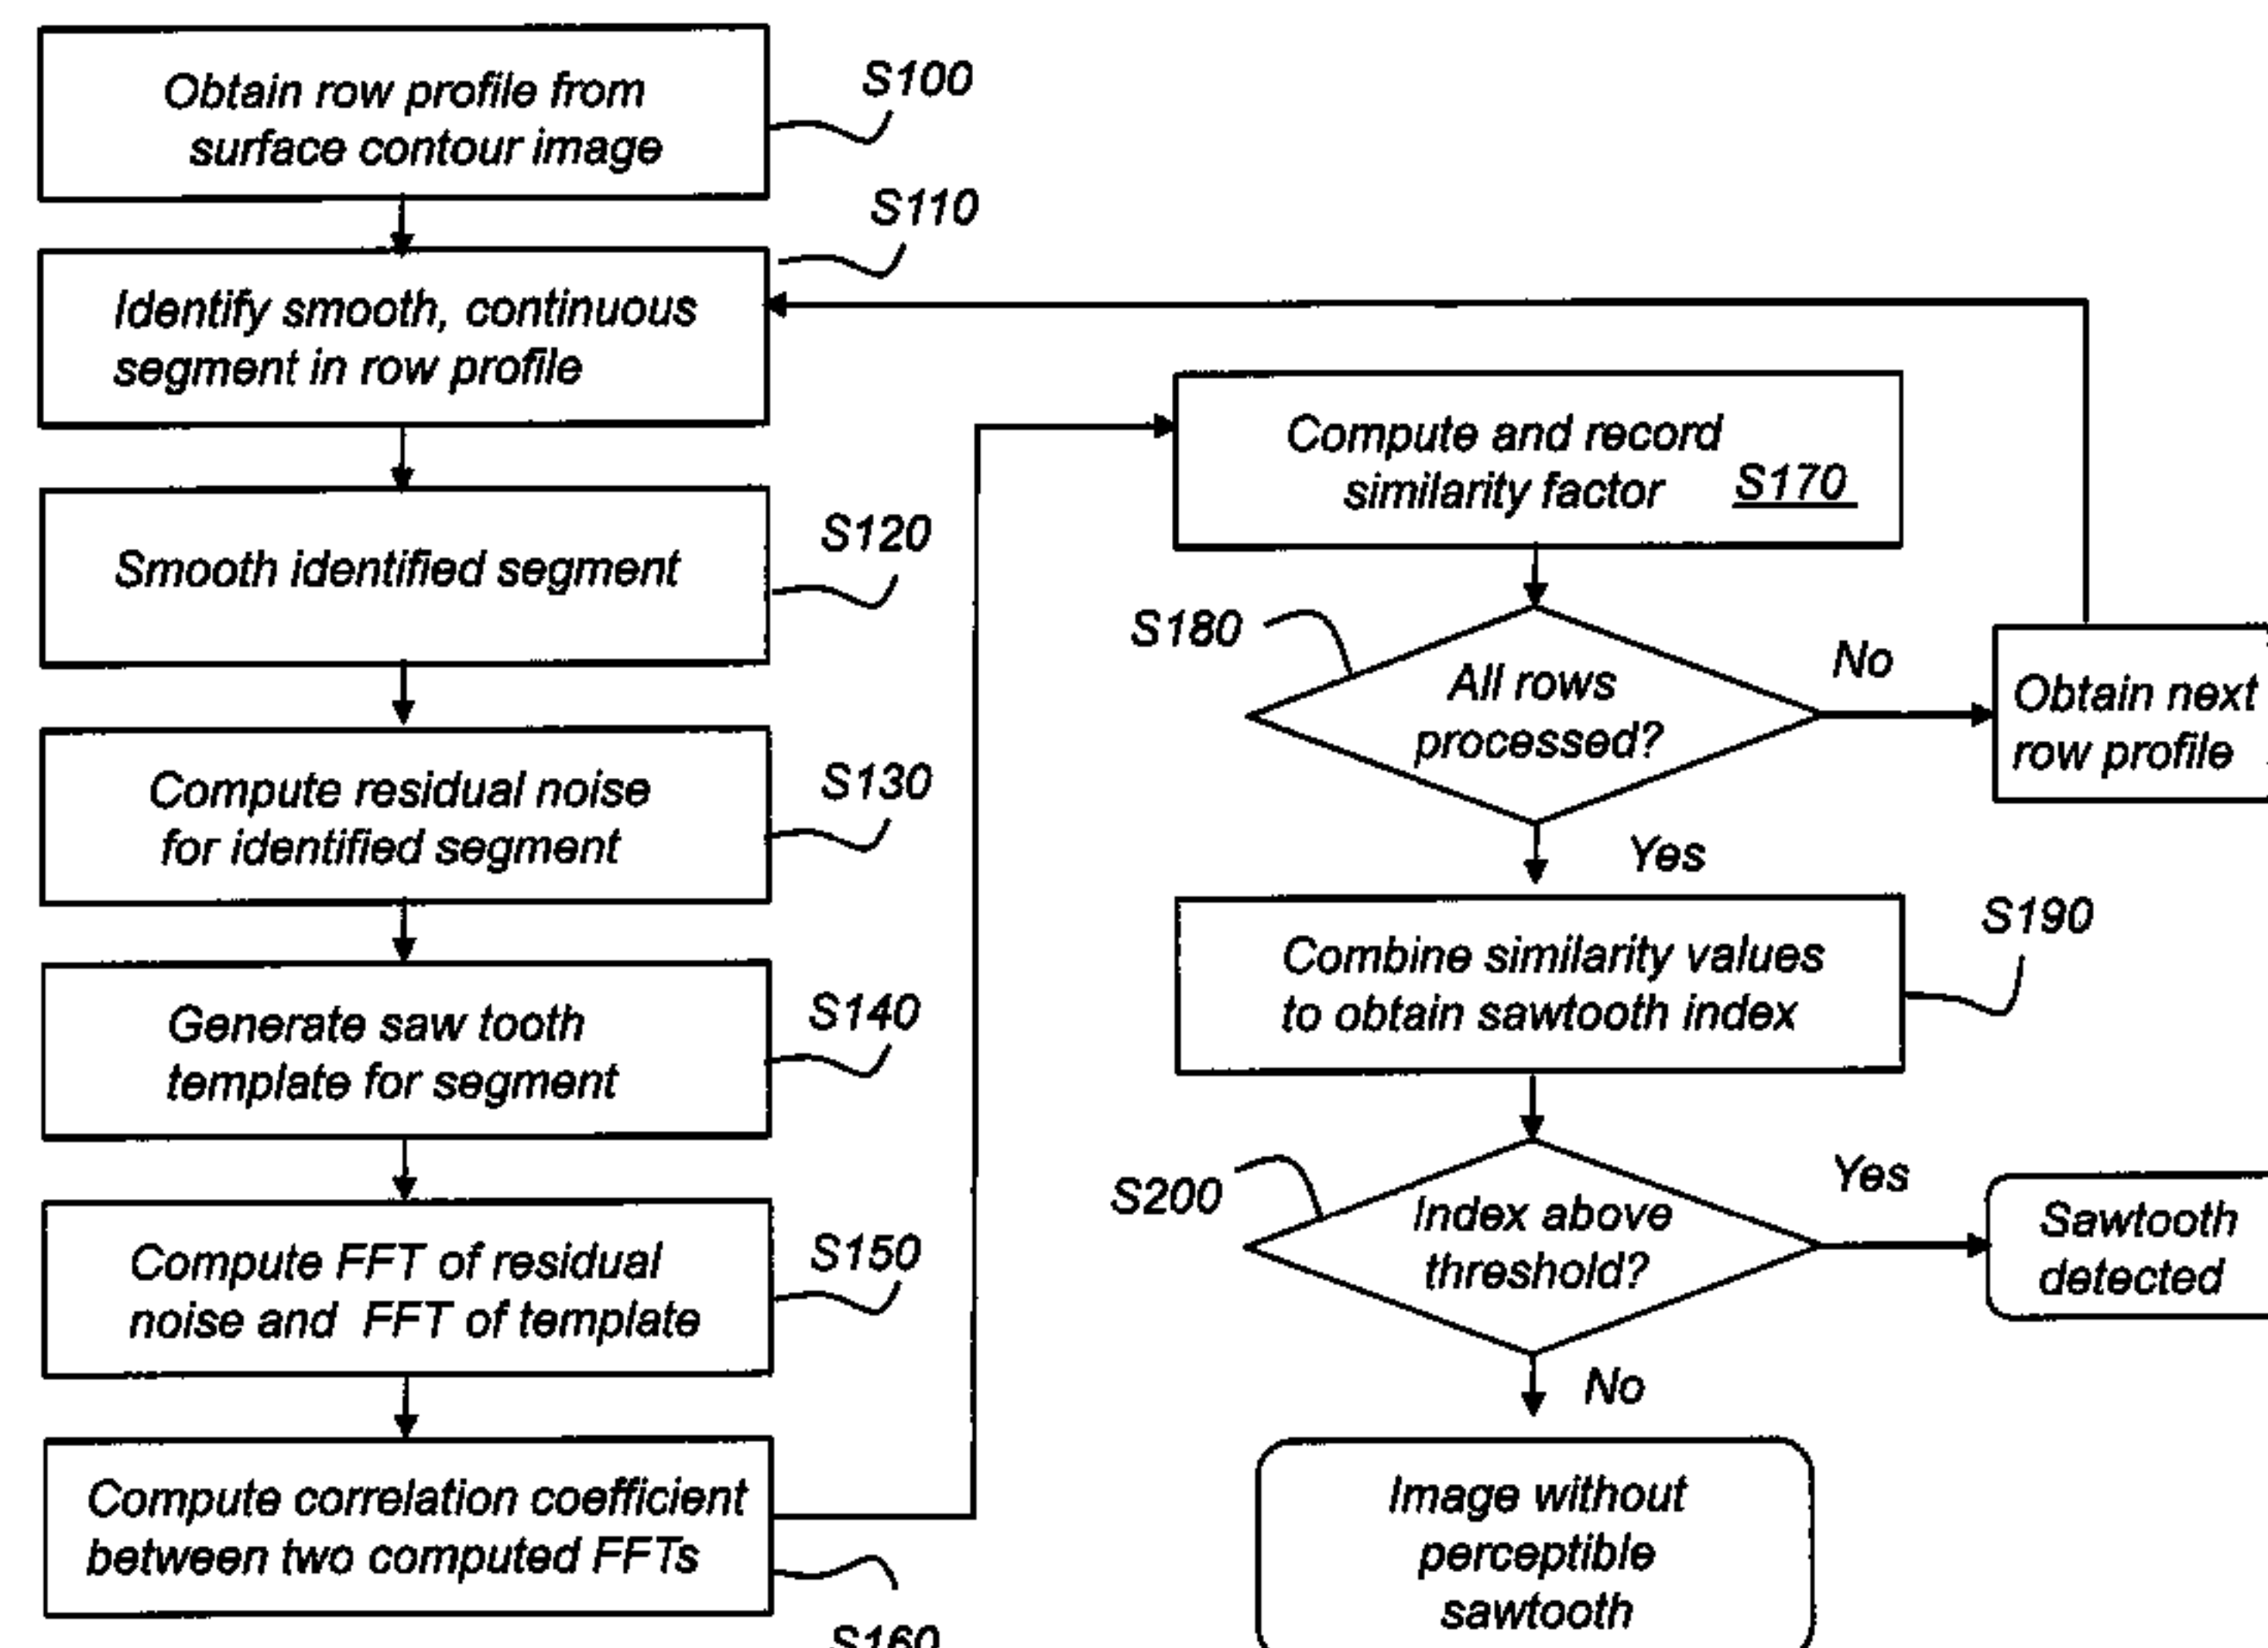 Obtain row profile from
surface contour image
S100
S110
Identify smooth, continuous
segment in row profile
Smooth identified segment
S120
Compute residual noise
for identified segment
S130
Generate saw tooth
template for segment
S140
Compute FFT of residual
noise and FFT of template
S150
Compute correlation coefficient
between two computed FFTs
S160
Compute and record
similarity factor S170
S180
All rows
processed?
No
Obtain next
row profile
Yes
Combine similarity values
to obtain sawtooth index
S190
S200
Index above
threshold?
Yes
Sawtooth
detected
No
Image without
perceptible
sawtooth